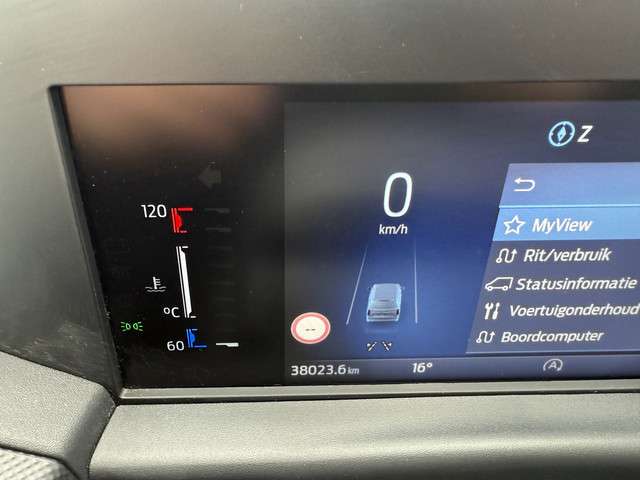 Z
0
km/h
MyView
Rit/verbruik
Statusinformatie
Voertuigonderhoud
Boordcomputer
120
°C
60
--
38023.6 km
16°
A